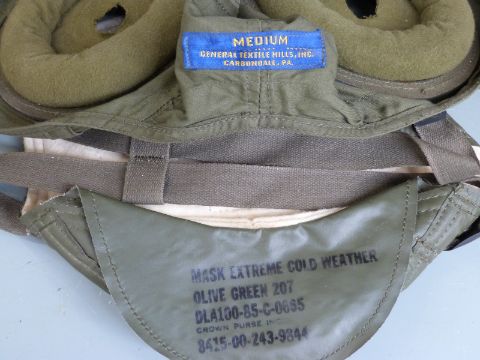 MEDIUM
GENERAL TEXTILE MILLS, INC.
CARBONDALE, PA.
MASK EXTREME COLD WEATHER
OLIVE GREEN 207
DLA100-85-C-0695
CROWN PURSE INC
8415-00-243-9844